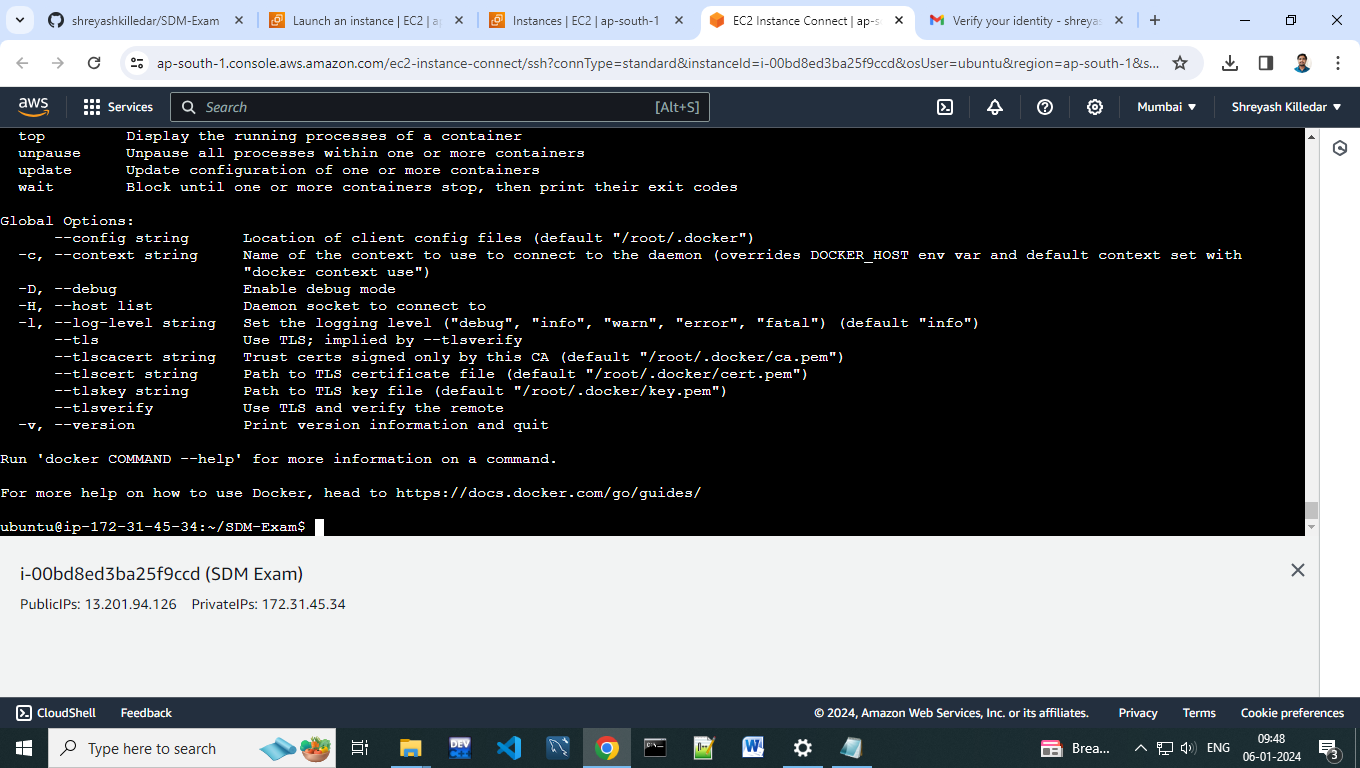 shreyashkilledar/SDM-Exam
Launch an instance | EC2 | ap
Instances | EC2 | ap-south-1
EC2 Instance Connect | ap-s
Verify your identity - shreyas
ap-south-1.console.aws.amazon.com/ec2-instance-connect/ssh?connType=standard&instanceId=i-00bd8ed3ba25f9ccd&osUser=ubuntu&region=ap-south-1&s...
aws Services Search [Alt+S] Mumbai Shreyash Killedar
top Display the running processes of a container
unpause Unpause all processes within one or more containers
update Update configuration of one or more containers
wait Block until one or more containers stop, then print their exit codes
Global Options:
--config string Location of client config files (default "/root/.docker")
-c, --context string Name of the context to use to connect to the daemon (overrides DOCKER_HOST env var and default context set with
"docker context use")
-D, --debug Enable debug mode
-H, --host list Daemon socket to connect to
-l, --log-level string Set the logging level ("debug", "info", "warn", "error", "fatal") (default "info")
--tls Use TLS; implied by --tlsverify
--tlscacert string Trust certs signed only by this CA (default "/root/.docker/ca.pem")
--tlscert string Path to TLS certificate file (default "/root/.docker/cert.pem")
--tlskey string Path to TLS key file (default "/root/.docker/key.pem")
--tlsverify Use TLS and verify the remote
-v, --version Print version information and quit
Run 'docker COMMAND --help' for more information on a command.
For more help on how to use Docker, head to https://docs.docker.com/go/guides/
ubuntu@ip-172-31-45-34:~/SDM-Exam$
i-00bd8ed3ba25f9ccd (SDM Exam)
PublicIPs: 13.201.94.126 PrivateIPs: 172.31.45.34
CloudShell Feedback © 2024, Amazon Web Services, Inc. or its affiliates. Privacy Terms Cookie preferences
Type here to search
DEV
Brea...
ENG
09:48
06-01-2024
3